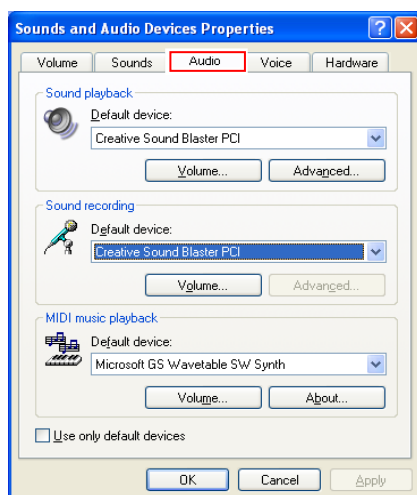 Sounds and Audio Devices Properties
Volume Sounds Audio Voice Hardware
Sound playback
Default device:
Creative Sound Blaster PCI
Volume... Advanced...
Sound recording
Default device:
Creative Sound Blaster PCI
Volume... Advanced...
MIDI music playback
Default device:
Microsoft GS Wavetable SW Synth
Volume... About...
Use only default devices
OK Cancel Apply